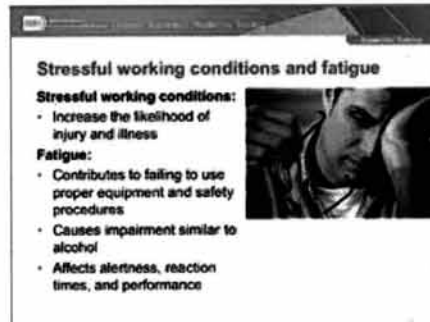 Stressful working conditions and fatigue
Stressful working conditions:
• Increase the likelihood of
injury and illness
Fatigue:
• Contributes to failing to use
proper equipment and safety
procedures
• Causes impairment similar to
alcohol
• Affects alertness, reaction
times, and performance